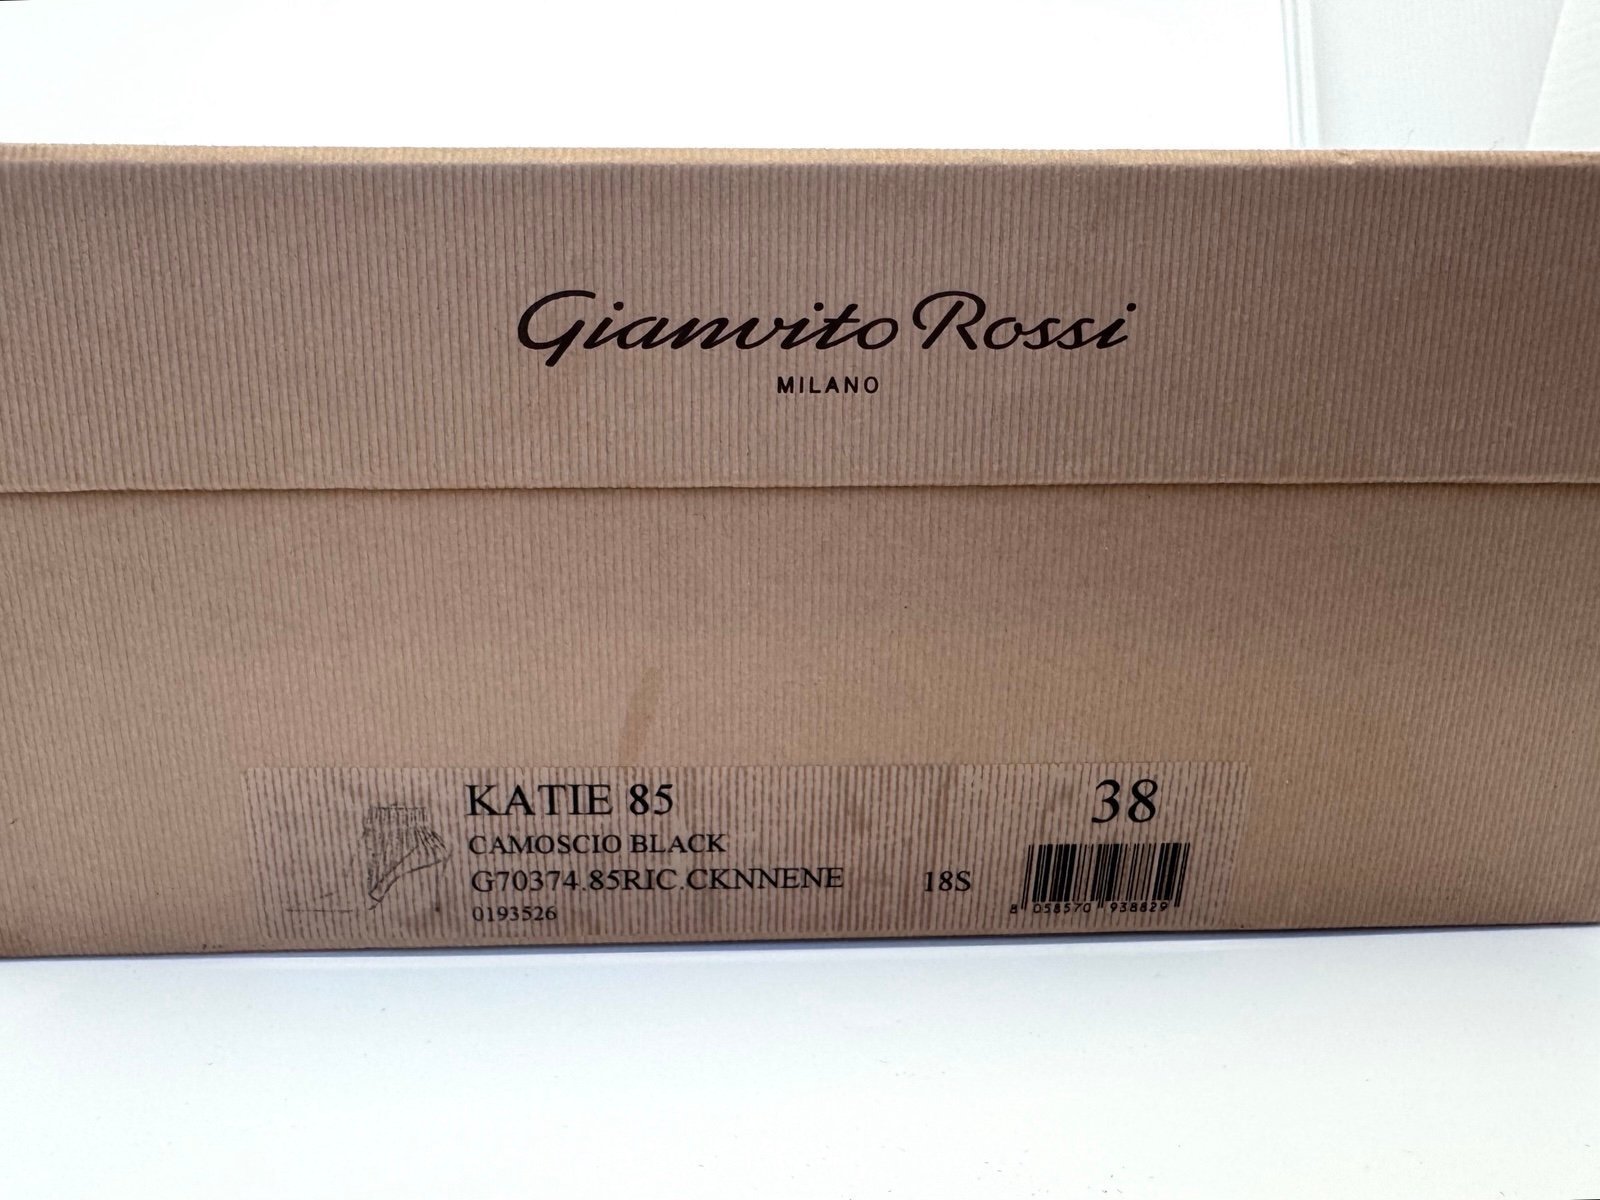 Gianvito Rossi
MILANO
KATIE 85
38
CAMOSCIO BLACK
G70374.85RIC.CKNNENE
18S
0193526
8 058570 938829